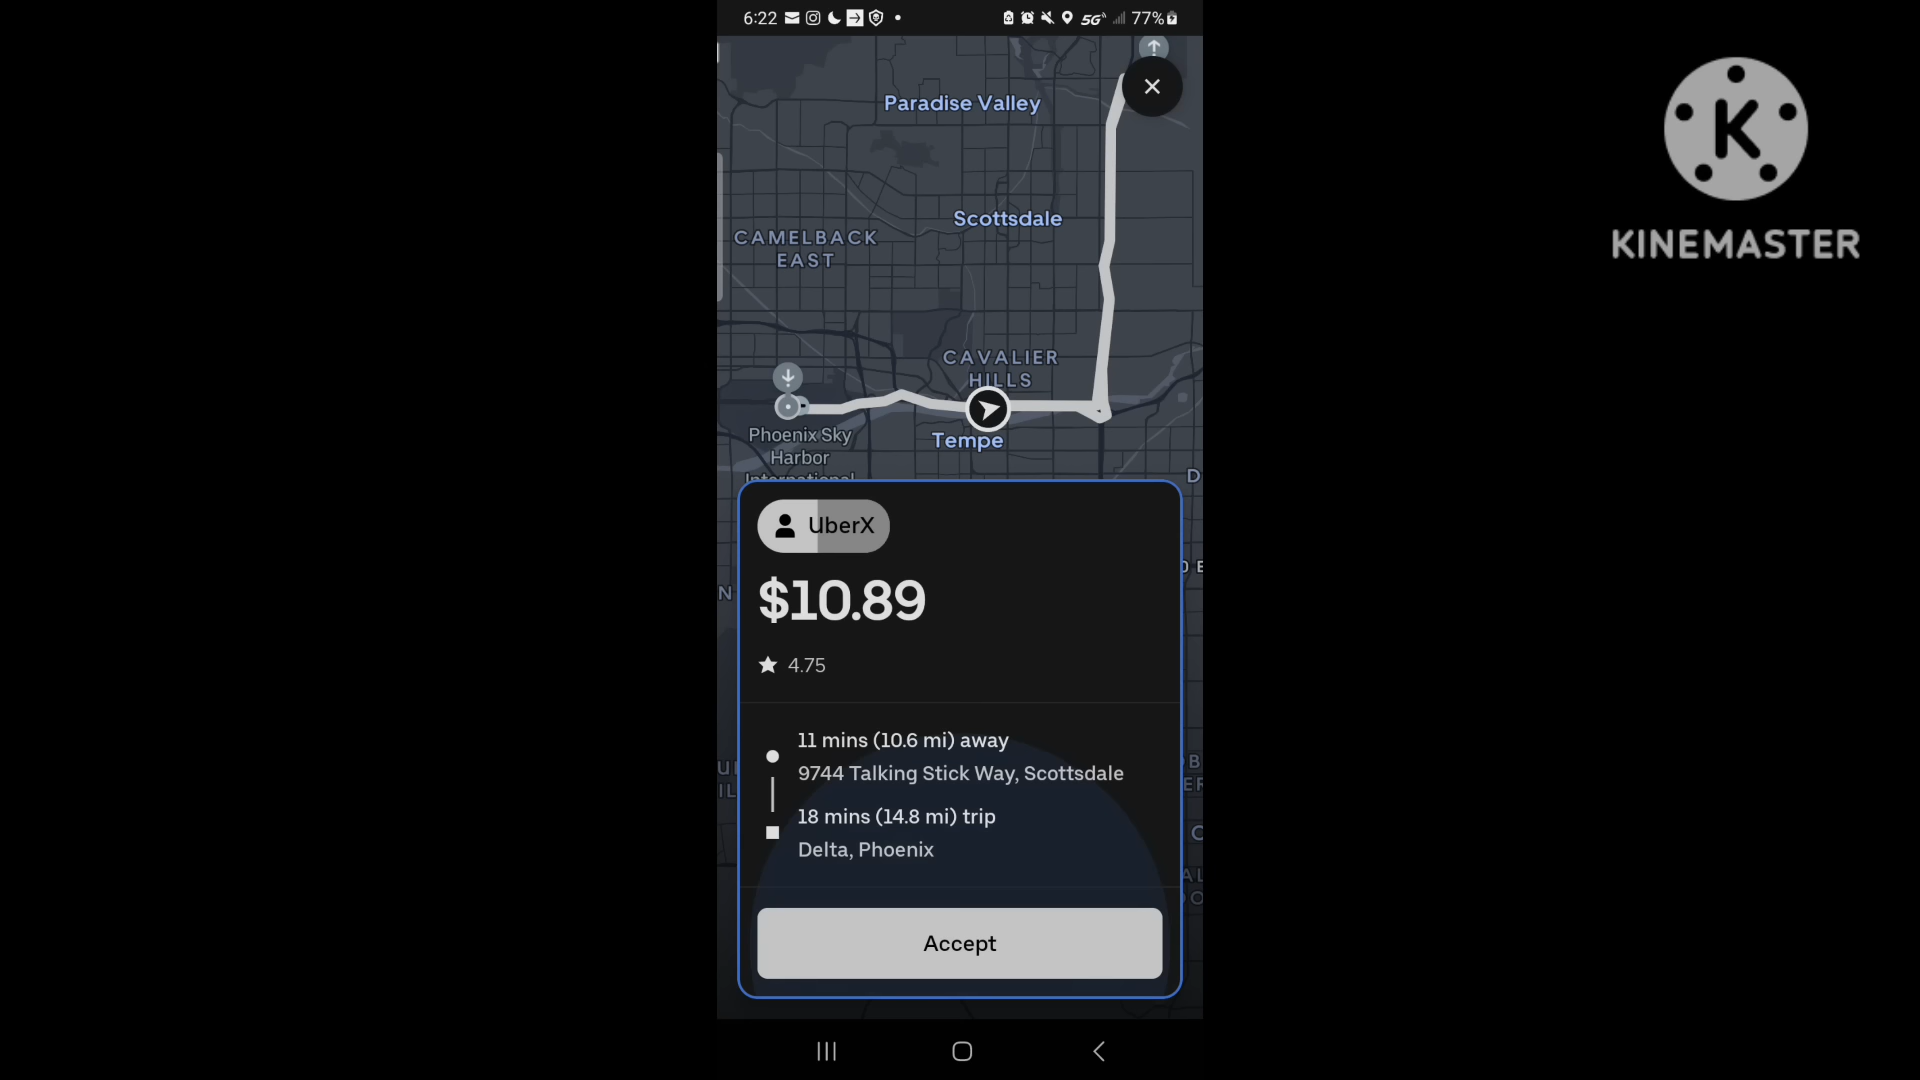 6:22
5G
77%
Paradise Valley
Scottsdale
CAMELBACK
EAST
CAVALIER
HILLS
Phoenix Sky
Harbor
International
Tempe
D
UberX
$10.89
N
4.75
11 mins (10.6 mi) away
9744 Talking Stick Way, Scottsdale
18 mins (14.8 mi) trip
Delta, Phoenix
Accept
K
KINEMASTER